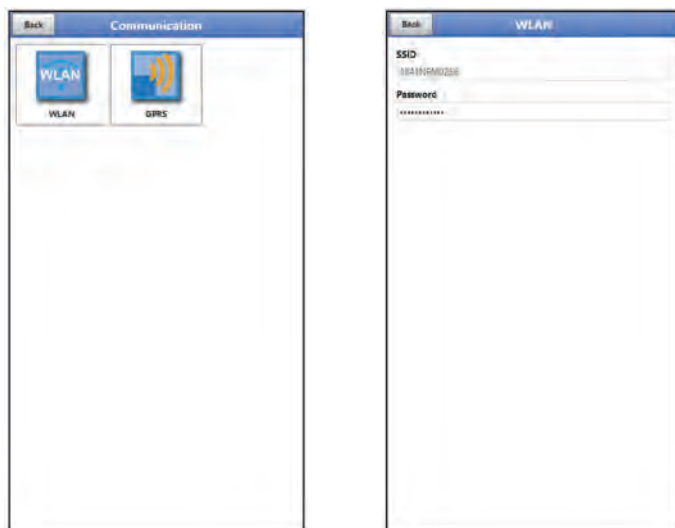 Back
Communication
WLAN
WLAN
GPRS
Back
WLAN
SSID
Password
••••••••••••